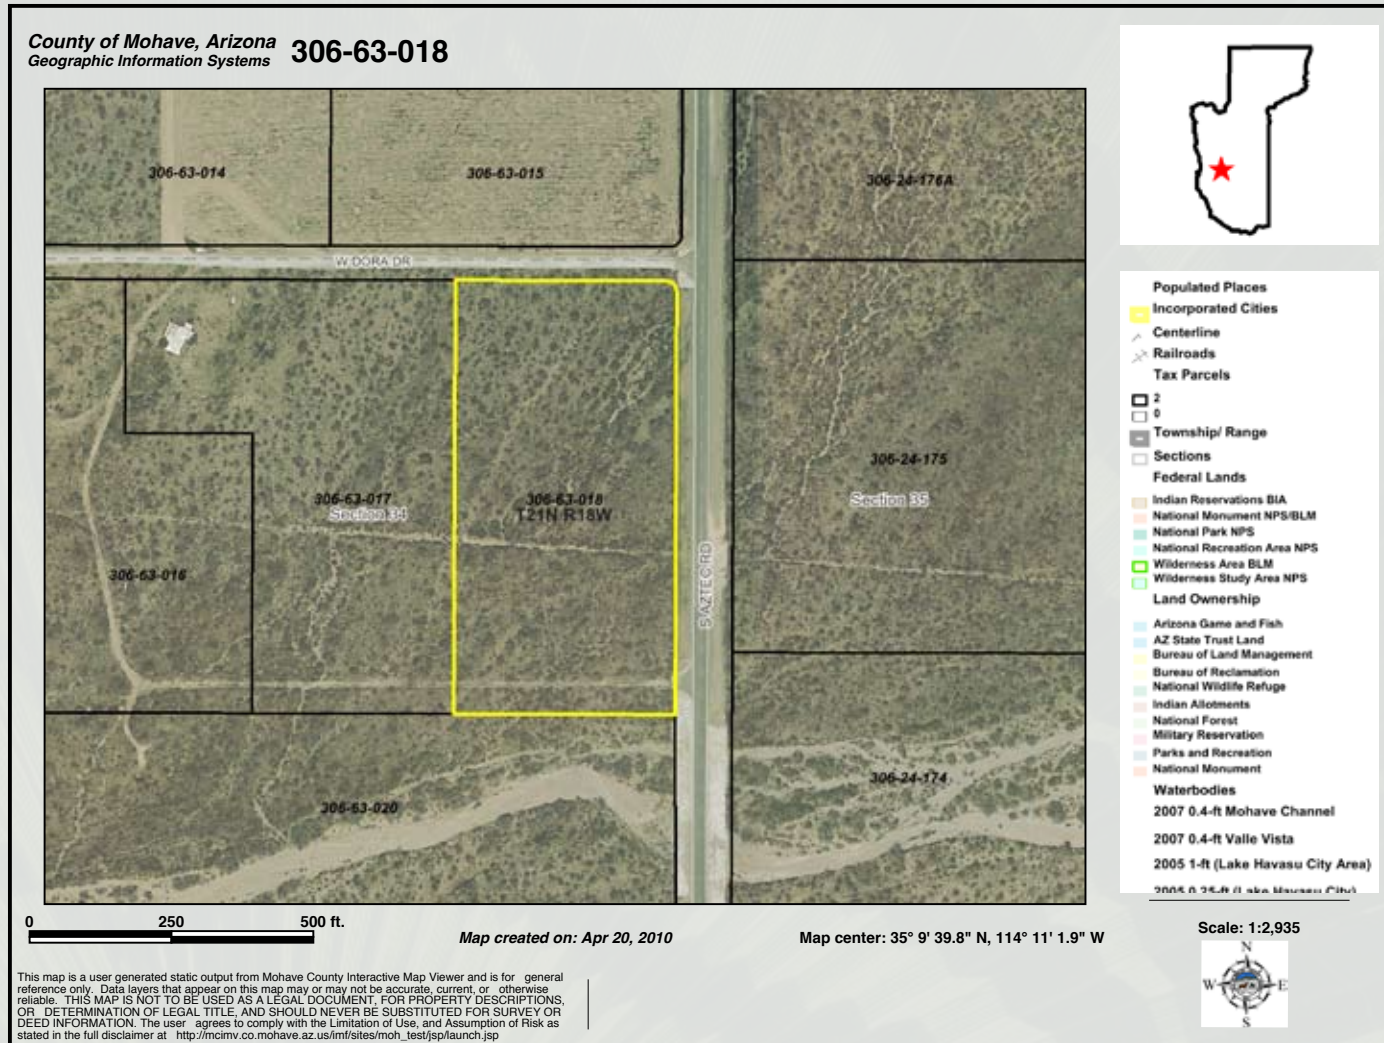 County of Mohave, Arizona
Geographic Information Systems
306-63-018
306-63-014
306-63-015
306-24-176A
W DORA DR
306-63-017
Section 34
306-63-018
T21N R18W
306-24-175
Section 35
306-63-016
S AZTEC RD
306-63-020
306-24-174
0 250 500 ft.
Map created on: Apr 20, 2010
Map center: 35° 9' 39.8" N, 114° 11' 1.9" W
This map is a user generated static output from Mohave County Interactive Map Viewer and is for general
reference only. Data layers that appear on this map may or may not be accurate, current, or otherwise
reliable. THIS MAP IS NOT TO BE USED AS A LEGAL DOCUMENT, FOR PROPERTY DESCRIPTIONS,
OR DETERMINATION OF LEGAL TITLE, AND SHOULD NEVER BE SUBSTITUTED FOR SURVEY OR
DEED INFORMATION. The user agrees to comply with the Limitation of Use, and Assumption of Risk as
stated in the full disclaimer at http://mcimv.co.mohave.az.us/imf/sites/moh_test/jsp/launch.jsp
Populated Places
Incorporated Cities
Centerline
Railroads
Tax Parcels
2
0
Township/ Range
Sections
Federal Lands
Indian Reservations BIA
National Monument NPS/BLM
National Park NPS
National Recreation Area NPS
Wilderness Area BLM
Wilderness Study Area NPS
Land Ownership
Arizona Game and Fish
AZ State Trust Land
Bureau of Land Management
Bureau of Reclamation
National Wildlife Refuge
Indian Allotments
National Forest
Military Reservation
Parks and Recreation
National Monument
Waterbodies
2007 0.4-ft Mohave Channel
2007 0.4-ft Valle Vista
2005 1-ft (Lake Havasu City Area)
2005 0.25-ft (Lake Havasu City)
Scale: 1:2,935
N
W E
S